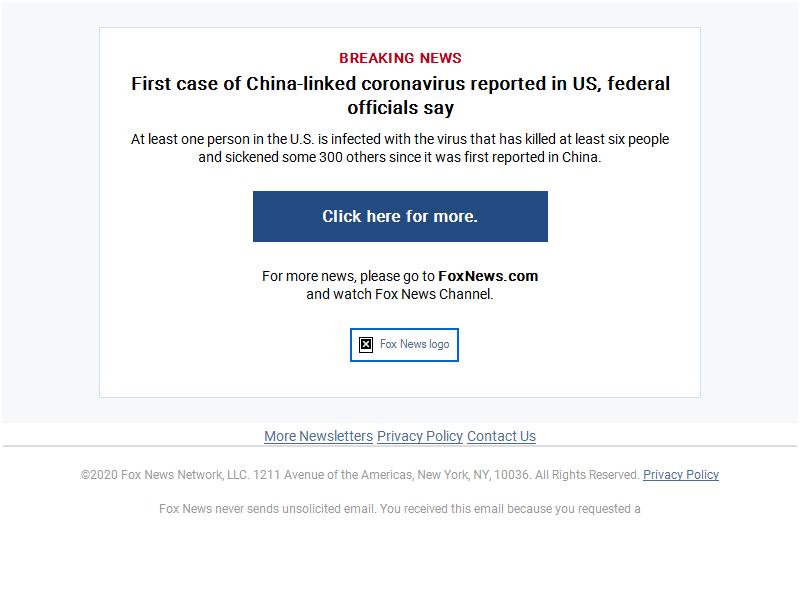 BREAKING NEWS
First case of China-linked coronavirus reported in US, federal
officials say
At least one person in the U.S. is infected with the virus that has killed at least six people
and sickened some 300 others since it was first reported in China.
Click here for more.
For more news, please go to FoxNews.com
and watch Fox News Channel.
Fox News logo
More Newsletters Privacy Policy Contact Us
©2020 Fox News Network, LLC. 1211 Avenue of the Americas, New York, NY, 10036. All Rights Reserved. Privacy Policy
Fox News never sends unsolicited email. You received this email because you requested a